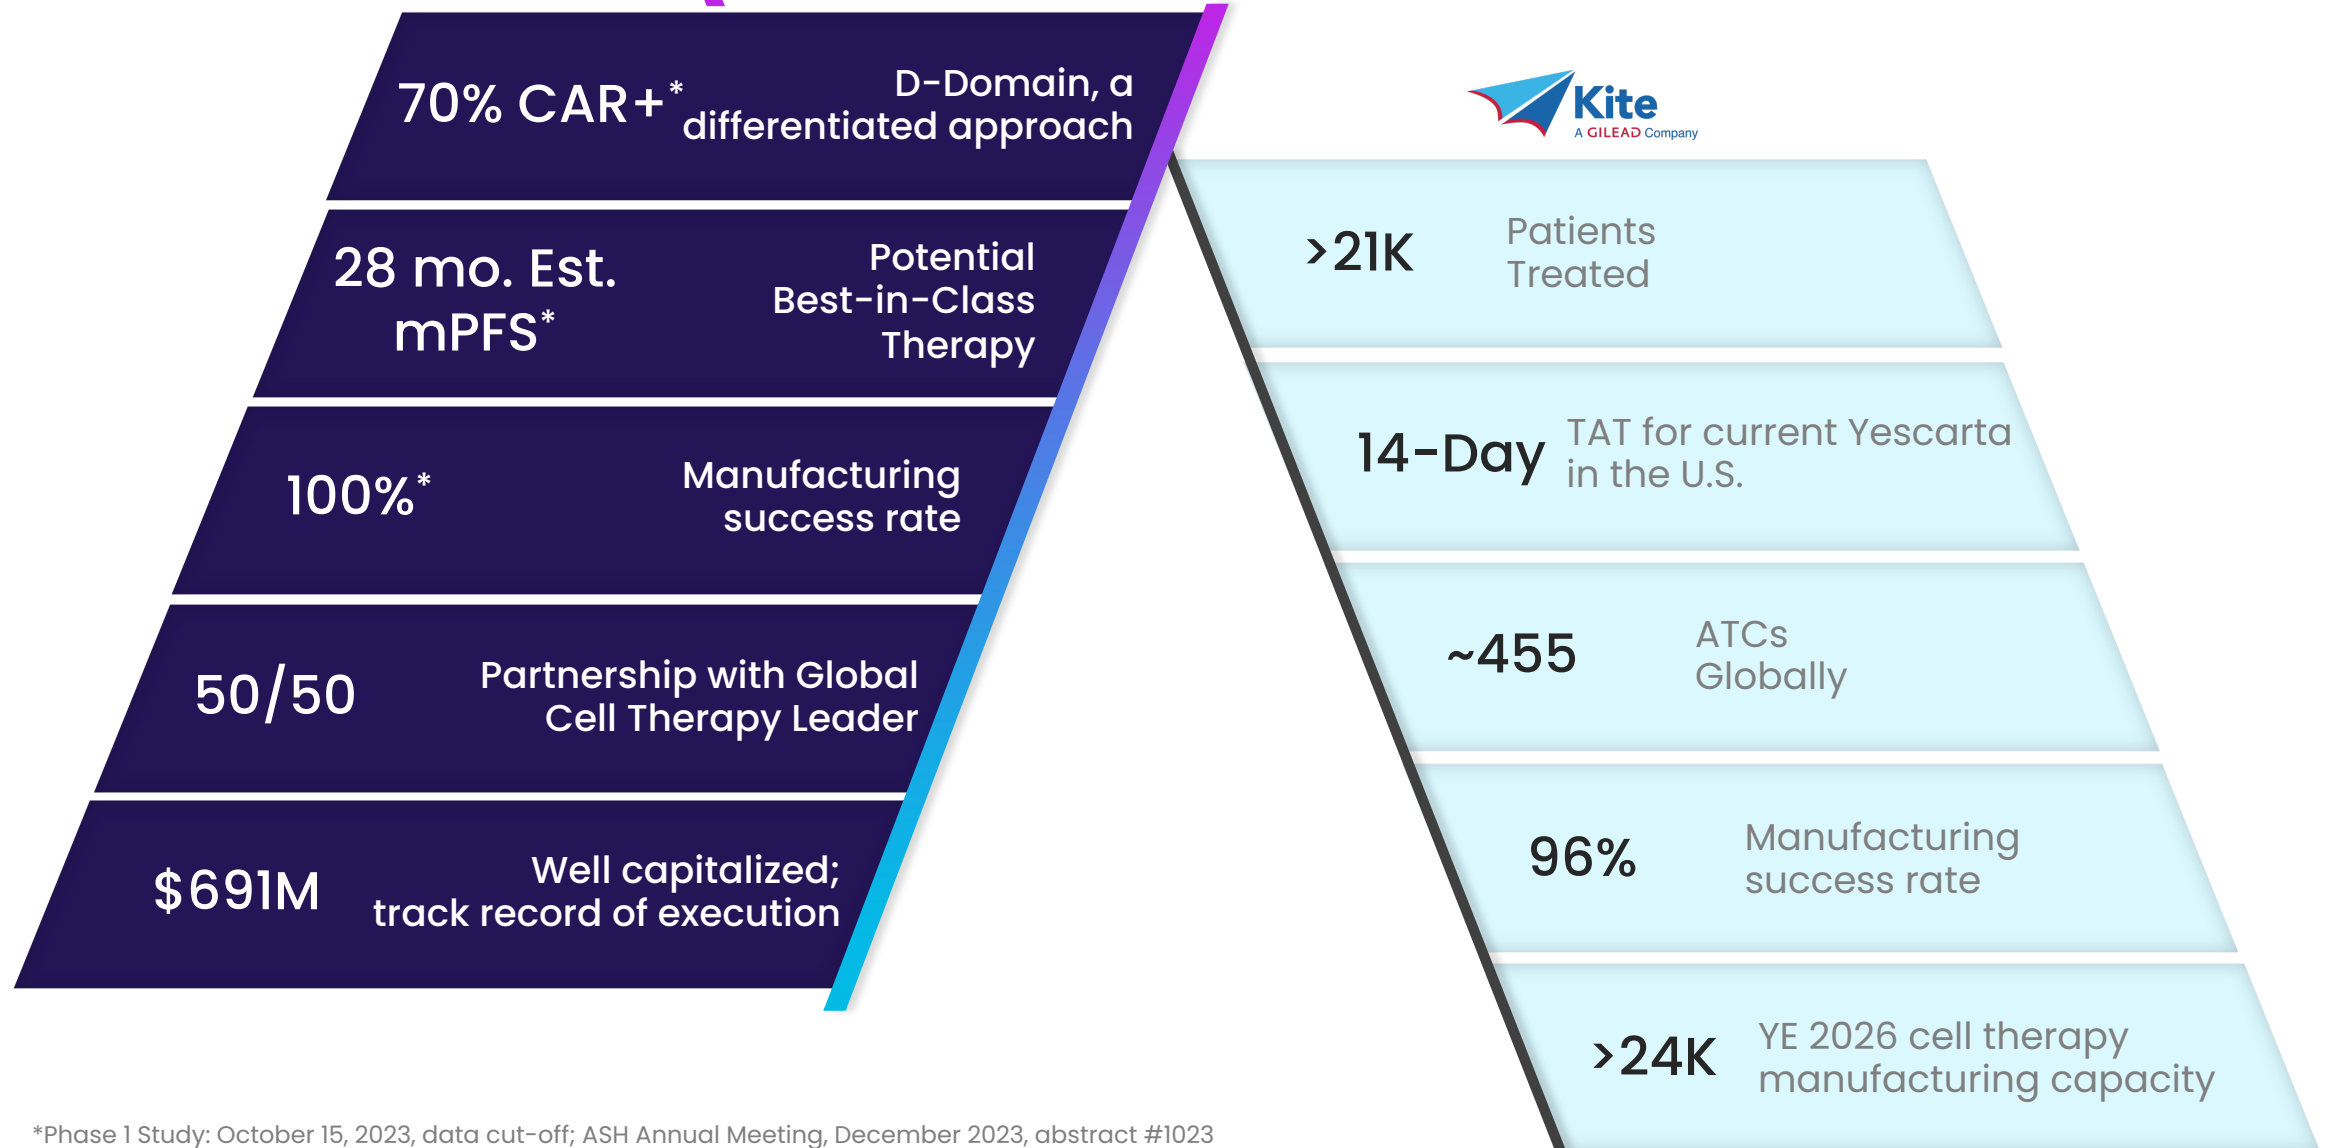 70% CAR+*
D-Domain, a
differentiated approach
28 mo. Est.
mPFS*
Potential
Best-in-Class
Therapy
100%*
Manufacturing
success rate
50/50
Partnership with Global
Cell Therapy Leader
$691M
Well capitalized;
track record of execution
Kite
A GILEAD Company
>21K
Patients
Treated
14-Day
TAT for current Yescarta
in the U.S.
~455
ATCs
Globally
96%
Manufacturing
success rate
>24K
YE 2026 cell therapy
manufacturing capacity
*Phase 1 Study: October 15, 2023, data cut-off; ASH Annual Meeting, December 2023, abstract #1023